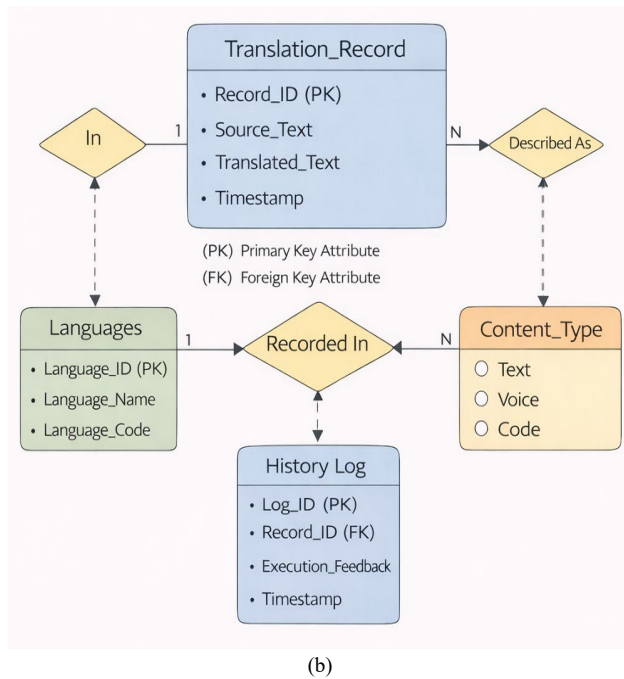 Translation_Record
• Record_ID (PK)
• Source_Text
• Translated_Text
• Timestamp
In
1
N
Described As
(PK) Primary Key Attribute
(FK) Foreign Key Attribute
Languages
• Language_ID (PK)
• Language_Name
• Language_Code
1
Recorded In
N
Content_Type
○ Text
○ Voice
○ Code
History Log
• Log_ID (PK)
• Record_ID (FK)
• Execution_Feedback
• Timestamp
(b)